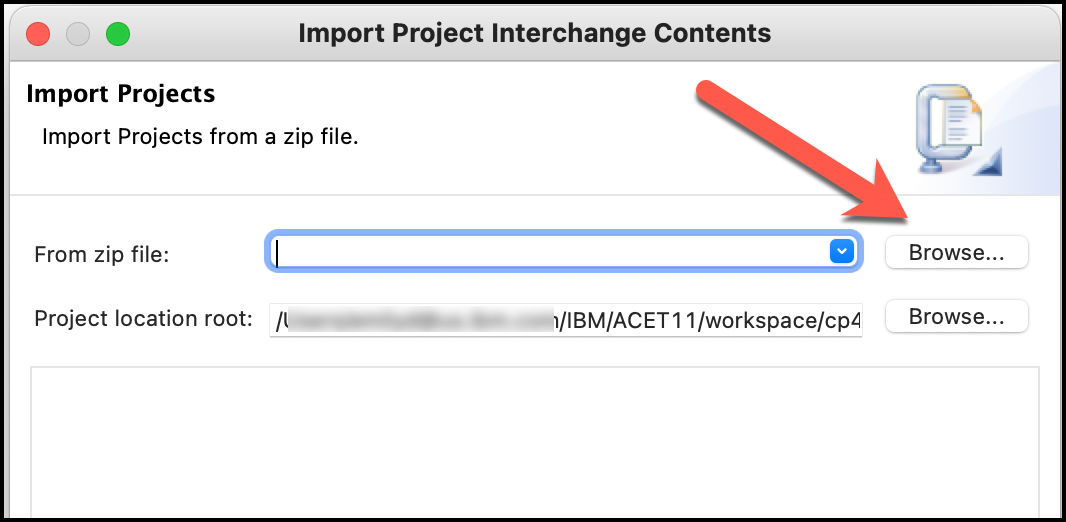 Import Project Interchange Contents
Import Projects
Import Projects from a zip file.
From zip file:
Browse...
Project location root:
/IBM/ACET11/workspace/cp4
Browse...